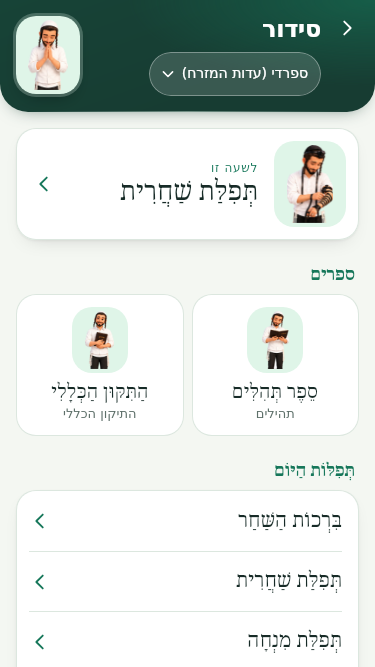 סידור
ספרדי (עדות המזרח)
לשעה זו
תְּפִלַּת שַׁחֲרִית
ספרים
סֵפֶר תְּהִלִּים
תהילים
הַתִּקּוּן הַכְּלָלִי
התיקון הכללי
תְּפִלּוֹת הַיּוֹם
בִּרְכוֹת הַשַּׁחַר
תְּפִלַּת שַׁחֲרִית
תְּפִלַּת מִנְחָה